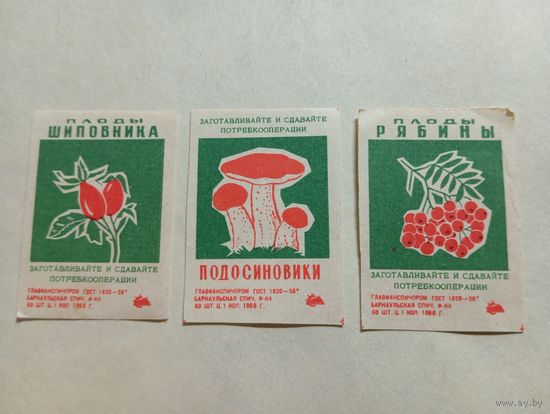 ПЛОДЫ
ШИПОВНИКА
ЗАГОТАВЛИВАЙТЕ И СДАВАЙТЕ
ПОТРЕБКООПЕРАЦИИ
ГЛАВФАНСПИЧПРОМ ГОСТ 1820—56*
БАРНАУЛЬСКАЯ СПИЧ. Ф-КА
60 ШТ. Ц. 1 КОП. 1968 Г.
ЗАГОТАВЛИВАЙТЕ И СДАВАЙТЕ
ПОТРЕБКООПЕРАЦИИ
ПОДОСИНОВИКИ
ГЛАВФАНСПИЧПРОМ ГОСТ 1820—56*
БАРНАУЛЬСКАЯ СПИЧ. Ф-КА
60 ШТ. Ц. 1 КОП. 1968 Г.
ПЛОДЫ
РЯБИНЫ
ЗАГОТАВЛИВАЙТЕ И СДАВАЙТЕ
ПОТРЕБКООПЕРАЦИИ
ГЛАВФАНСПИЧПРОМ ГОСТ 1820—56*
БАРНАУЛЬСКАЯ СПИЧ. Ф-КА
60 ШТ. Ц. 1 КОП. 1968 Г.
www.ay.by